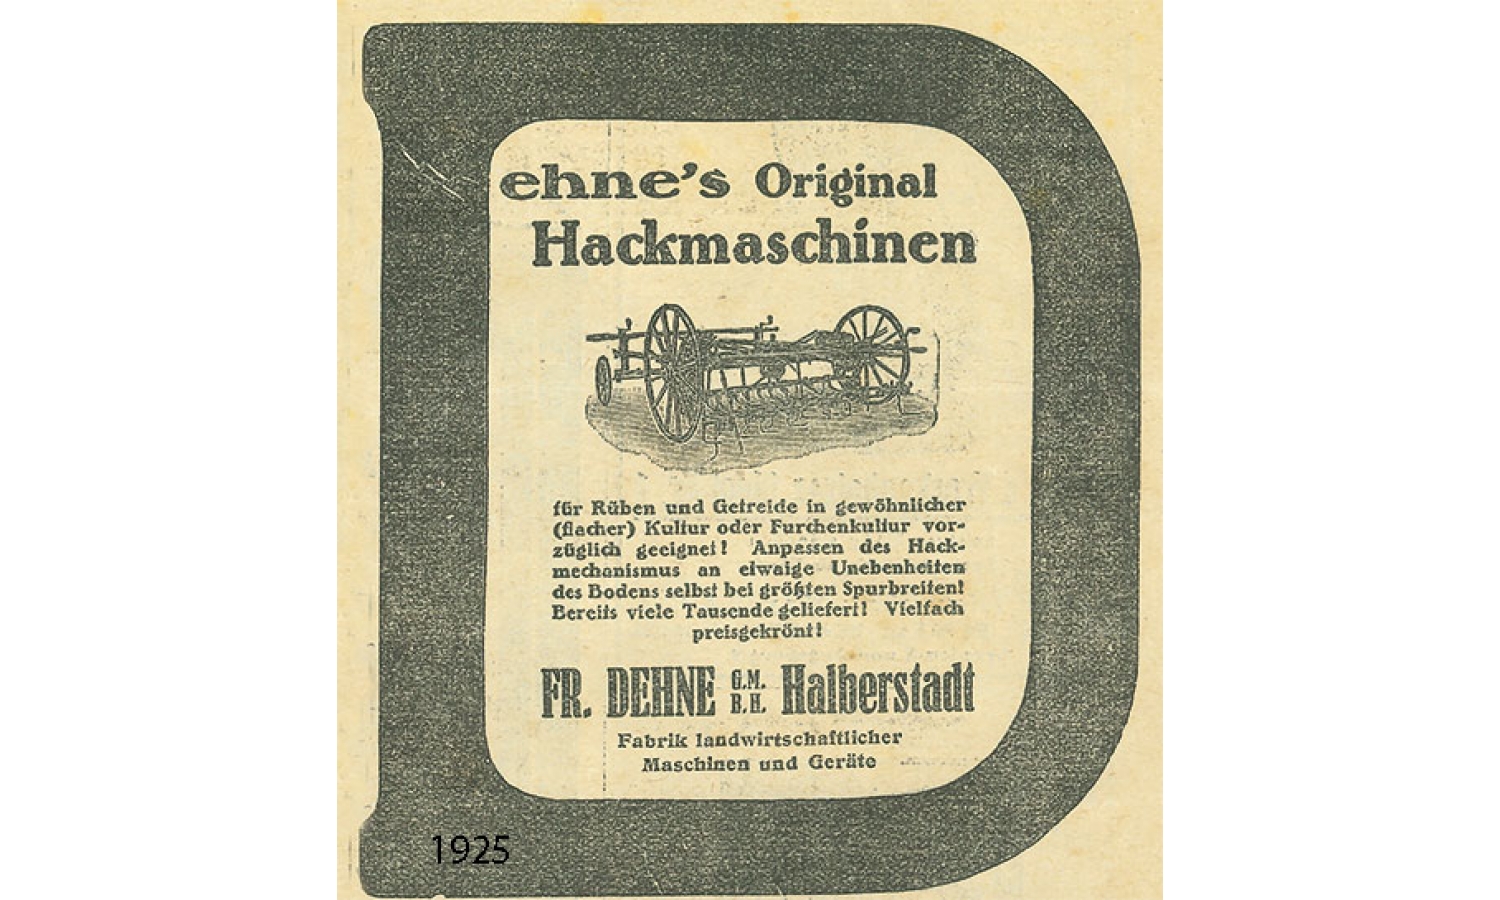 Dehne's Original
Hackmaschinen
für Rüben und Getreide in gewöhnlicher
(flacher) Kultur oder Furchenkultur vor-
züglich geeignet! Anpassen des Hack-
mechanismus an etwaige Unebenheiten
des Bodens selbst bei größten Spurbreiten!
Bereits viele Tausende geliefert! Vielfach
preisgekrönt!
FR. DEHNE G.M.B.H. Halberstadt
Fabrik landwirtschaftlicher
Maschinen und Geräte
1925